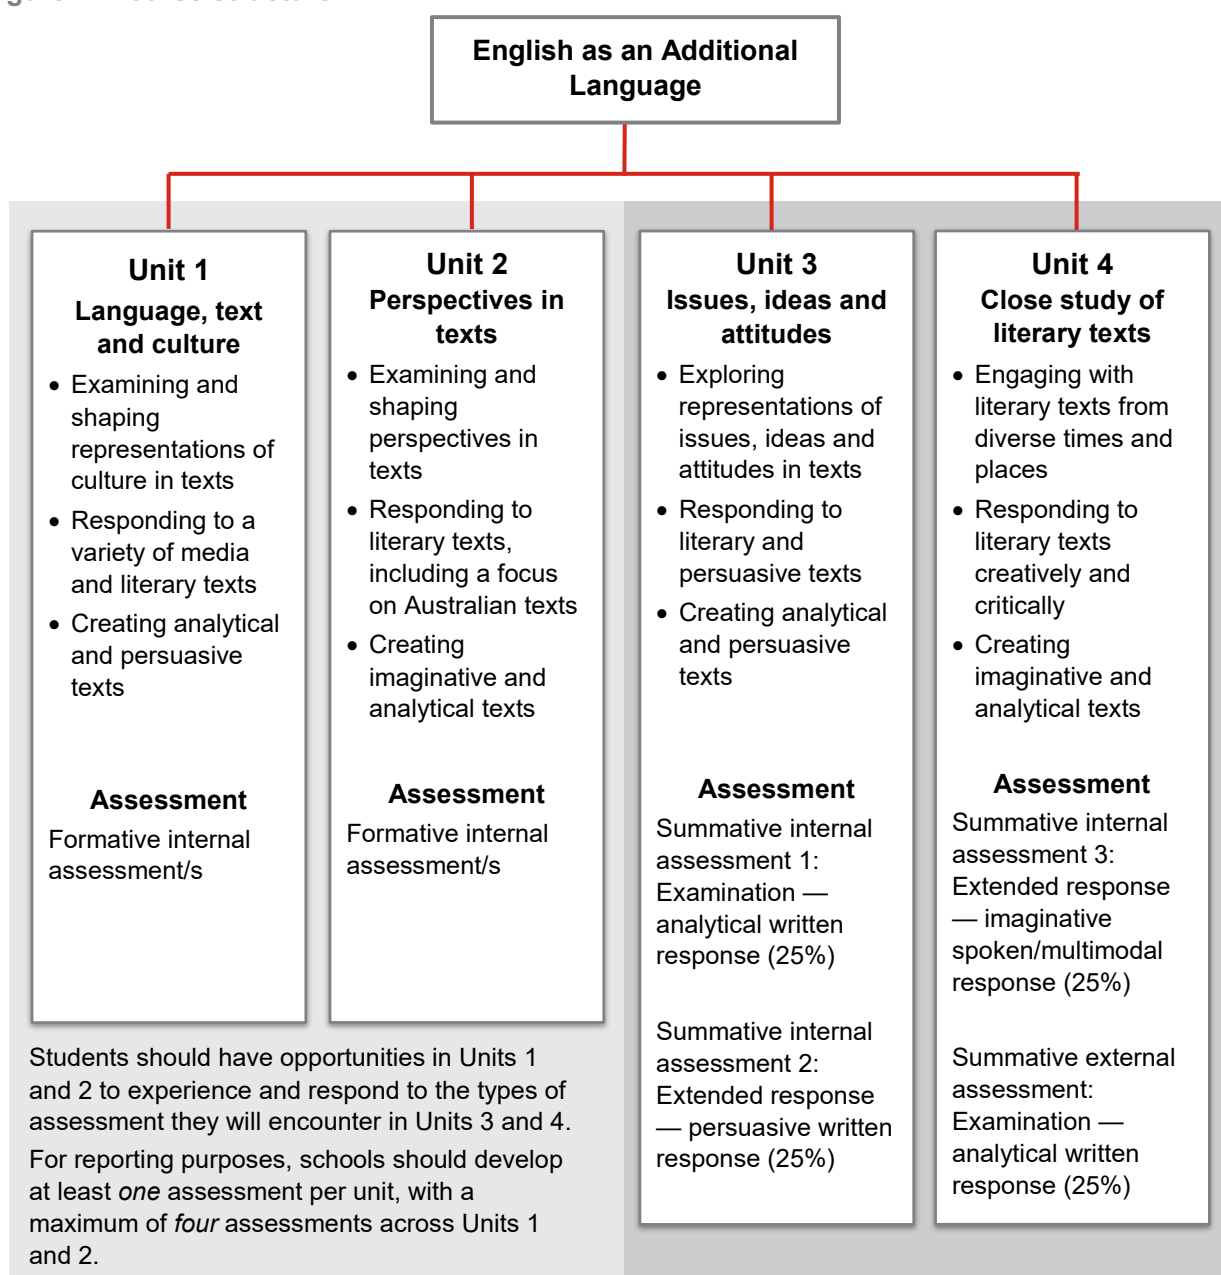 English as an Additional
Language
Unit 1
Language, text
and culture
• Examining and
shaping
representations of
culture in texts
• Responding to a
variety of media
and literary texts
• Creating analytical
and persuasive
texts
Assessment
Formative internal
assessment/s
Unit 2
Perspectives in
texts
• Examining and
shaping
perspectives in
texts
• Responding to
literary texts,
including a focus
on Australian texts
• Creating
imaginative and
analytical texts
Assessment
Formative internal
assessment/s
Students should have opportunities in Units 1
and 2 to experience and respond to the types of
assessment they will encounter in Units 3 and 4.
For reporting purposes, schools should develop
at least one assessment per unit, with a
maximum of four assessments across Units 1
and 2.
Unit 3
Issues, ideas and
attitudes
• Exploring
representations of
issues, ideas and
attitudes in texts
• Responding to
literary and
persuasive texts
• Creating analytical
and persuasive
texts
Assessment
Summative internal
assessment 1:
Examination —
analytical written
response (25%)
Summative internal
assessment 2:
Extended response
— persuasive written
response (25%)
Unit 4
Close study of
literary texts
• Engaging with
literary texts from
diverse times and
places
• Responding to
literary texts
creatively and
critically
• Creating
imaginative and
analytical texts
Assessment
Summative internal
assessment 3:
Extended response
— imaginative
spoken/multimodal
response (25%)
Summative external
assessment:
Examination —
analytical written
response (25%)